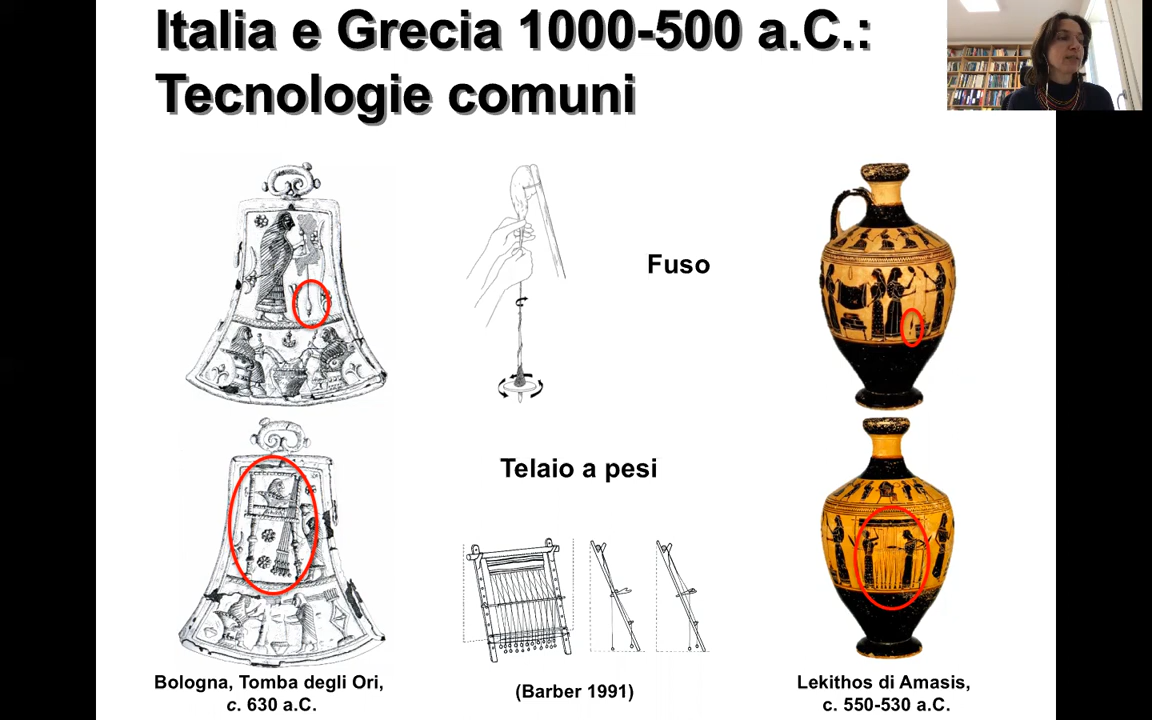 Italia e Grecia 1000-500 a.C.:
Tecnologie comuni
Fuso
Telaio a pesi
Bologna, Tomba degli Ori,
c. 630 a.C.
(Barber 1991)
Lekithos di Amasis,
c. 550-530 a.C.